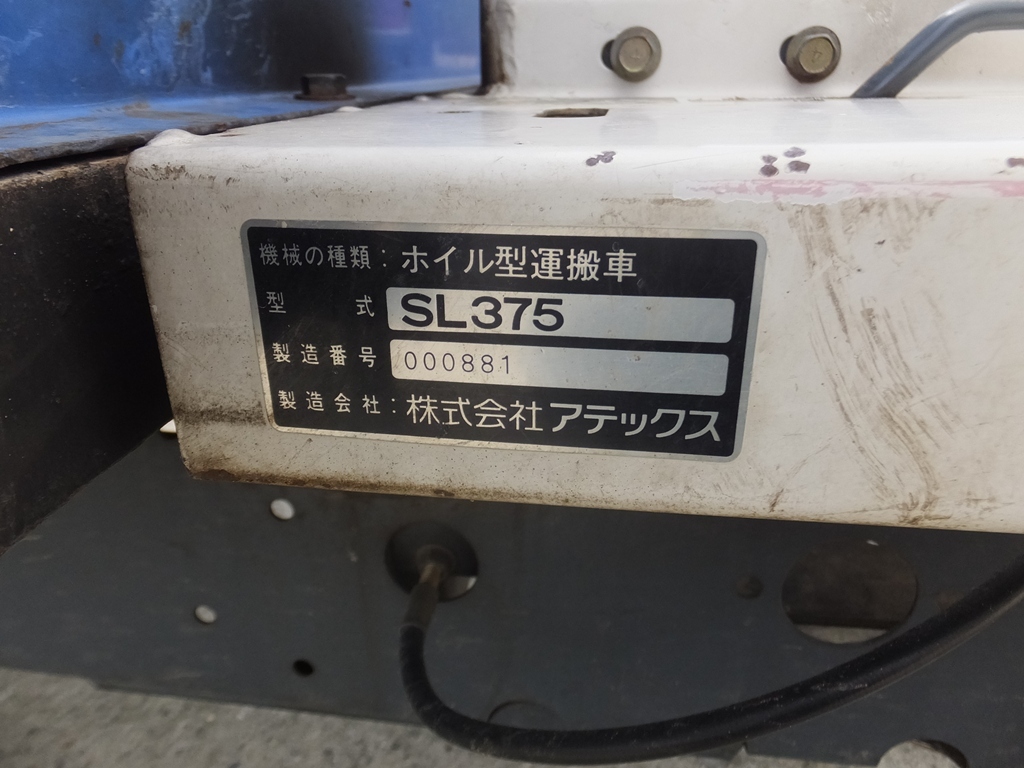 機械の種類：ホイル型運搬車
型式 SL375
製造番号 000881
製造会社：株式会社アテックス